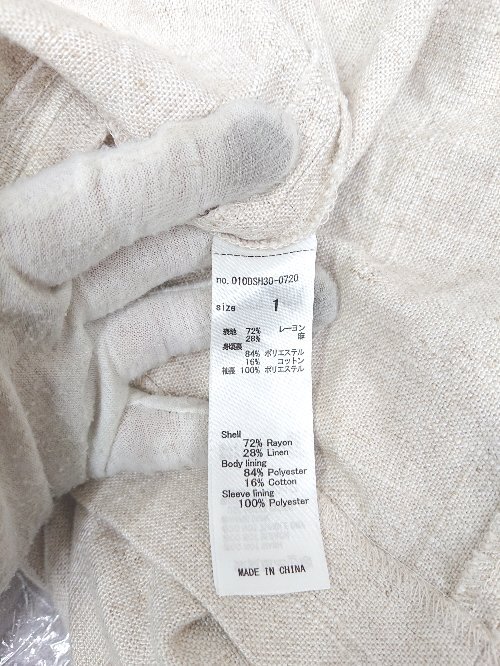 no. 010DSH30-0720
size 1
表地 72% レーヨン
28% 麻
身頃裏
84% ポリエステル
16% コットン
袖裏 100% ポリエステル
Shell
72% Rayon
28% Linen
Body lining
84% Polyester
16% Cotton
Sleeve lining
100% Polyester
MADE IN CHINA